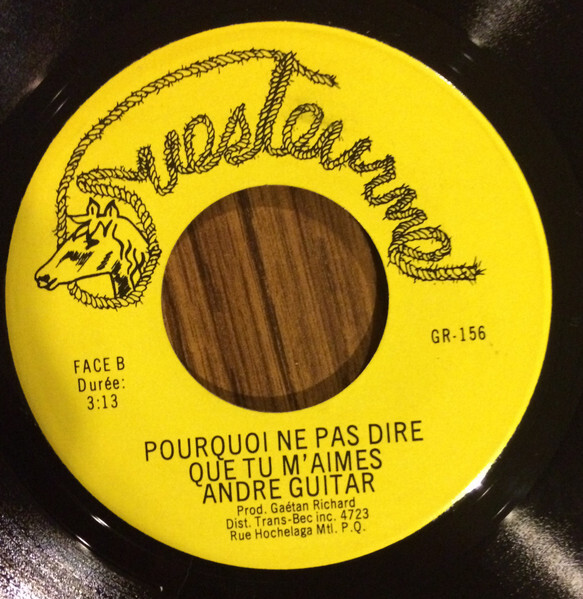 GR-156
FACE B
Durée:
3:13
POURQUOI NE PAS DIRE
QUE TU M'AIMES
ANDRE GUITAR
Prod. Gaétan Richard
Dist. Trans-Bec inc. 4723
Rue Hochelaga Mtl. P.Q.